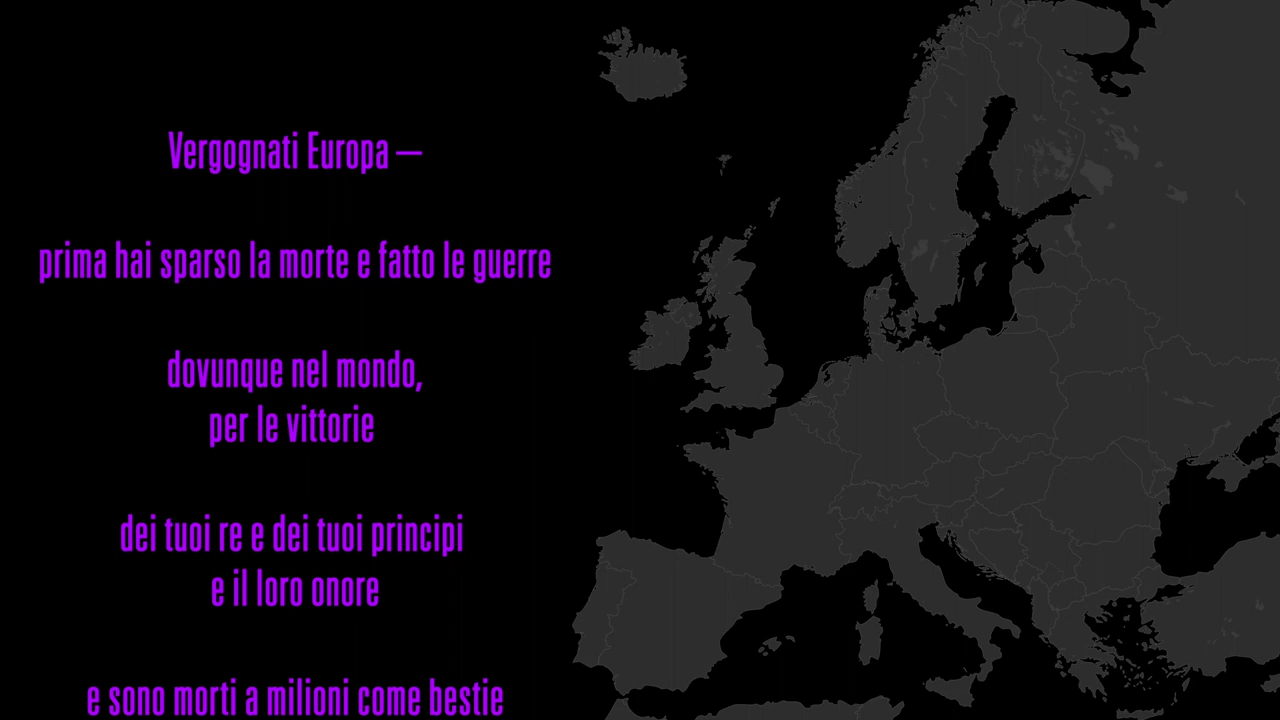 Vergognati Europa —
prima hai sparso la morte e fatto le guerre
dovunque nel mondo,
per le vittorie
dei tuoi re e dei tuoi principi
e il loro onore
e sono morti a milioni come bestie